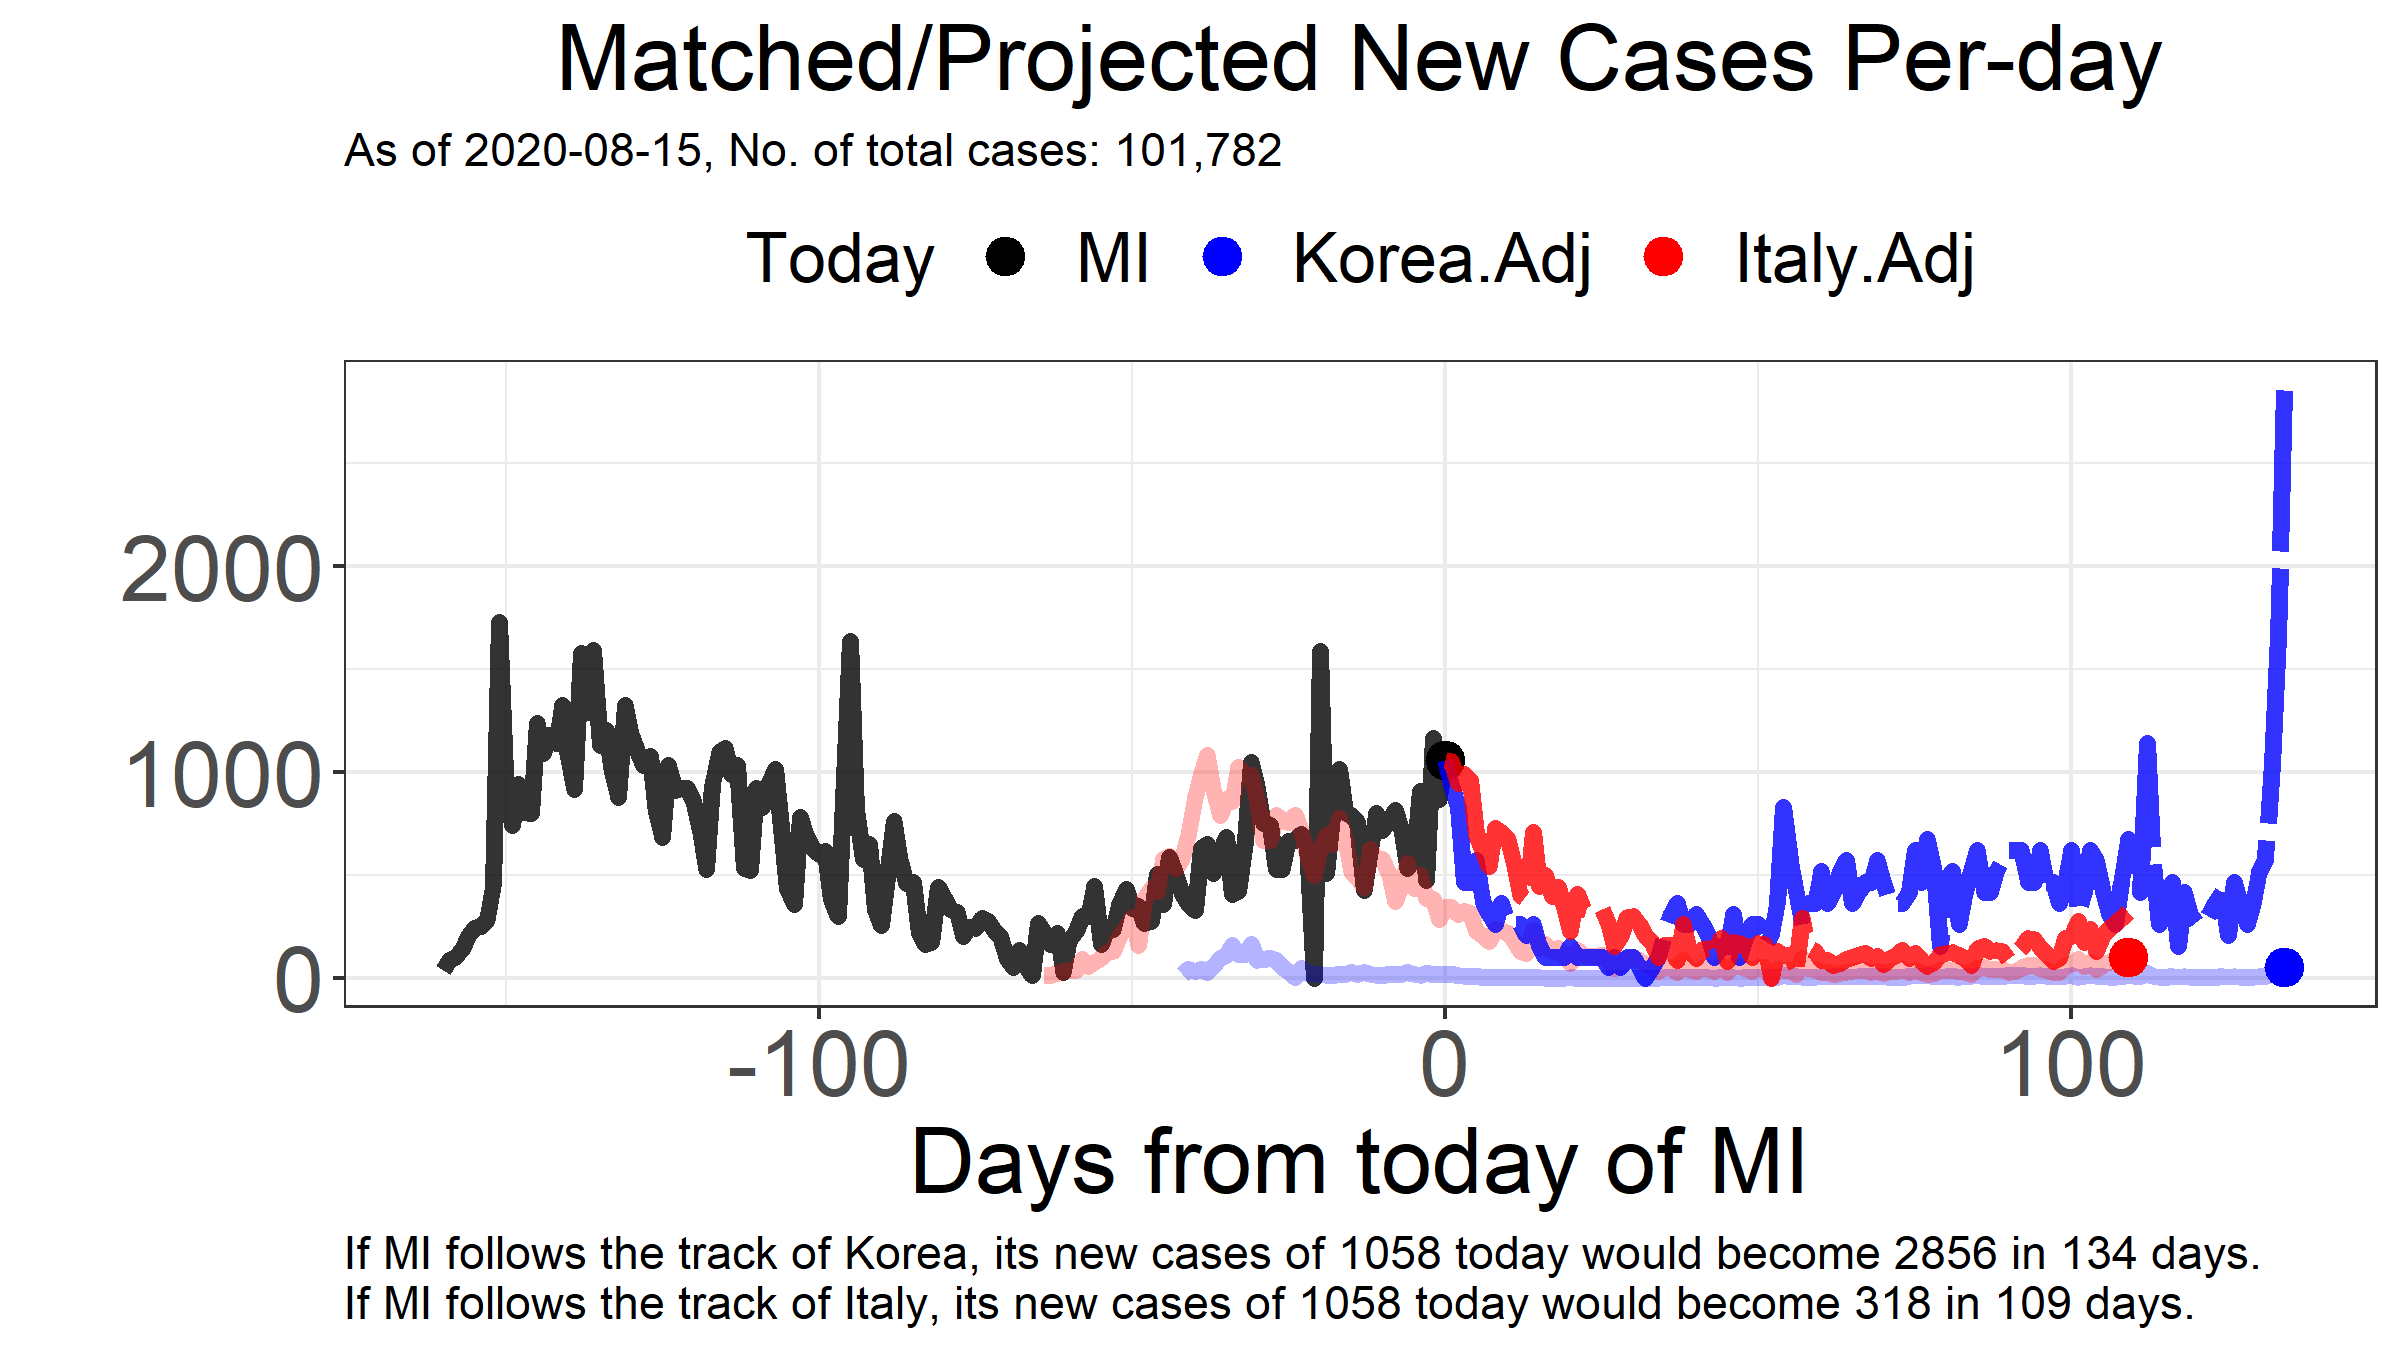 Matched/Projected New Cases Per-day
As of 2020-08-15, No. of total cases: 101,782
Today MI Korea.Adj Italy.Adj
2000
1000
0
-100 0 100
Days from today of MI
If MI follows the track of Korea, its new cases of 1058 today would become 2856 in 134 days.
If MI follows the track of Italy, its new cases of 1058 today would become 318 in 109 days.